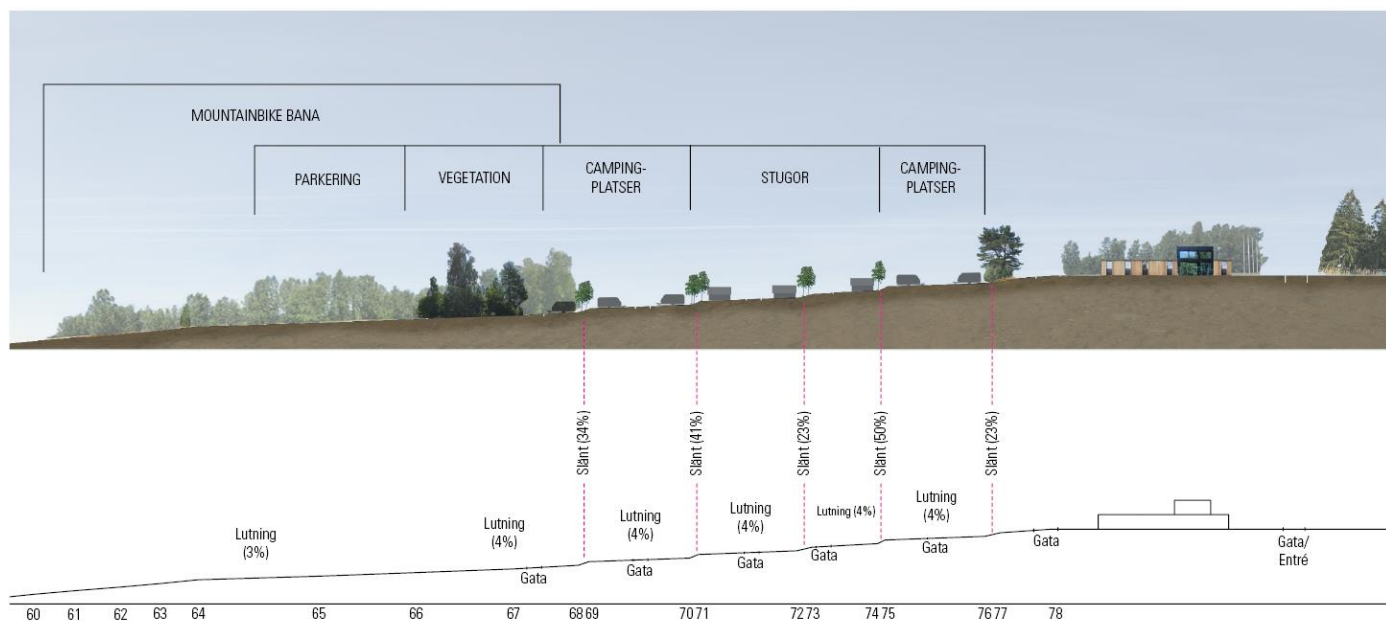 MOUNTAINBIKE BANA
PARKERING
VEGETATION
CAMPING-
PLATSER
STUGOR
CAMPING-
PLATSER
Slänt (34%)
Slänt (41%)
Slänt (23%)
Slänt (50%)
Slänt (23%)
Lutning
(3%)
Lutning
(4%)
Lutning
(4%)
Lutning
(4%)
Lutning (4%)
Lutning
(4%)
Gata
Gata
Gata
Gata
Gata
Gata
Gata/
Entré
60 61 62 63 64 65 66 67 68 69 70 71 72 73 74 75 76 77 78